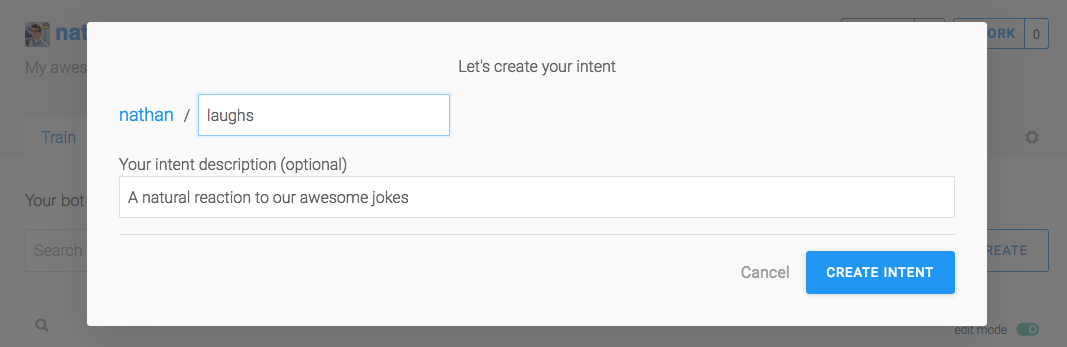 nat
ORK 0
My awes
Let's create your intent
nathan / laughs
Train
Your intent description (optional)
A natural reaction to our awesome jokes
Your bot
Search
REATE
Cancel CREATE INTENT
edit mode